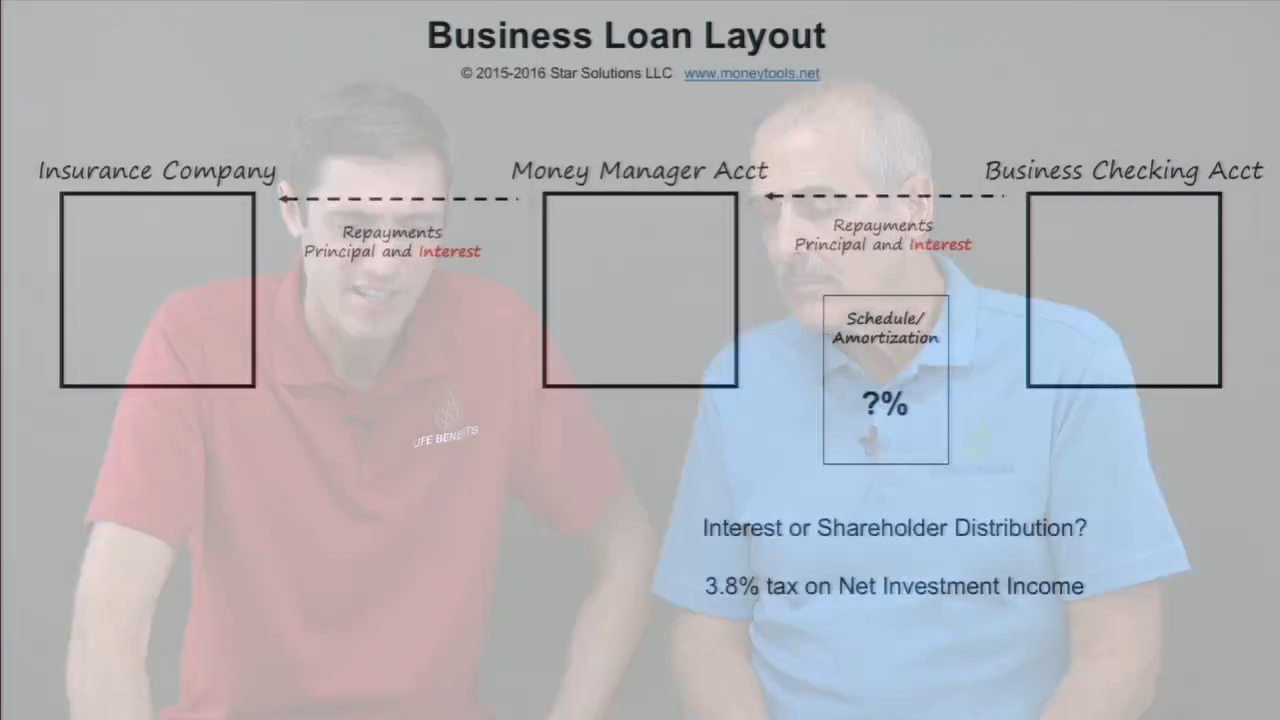 Business Loan Layout
© 2015-2016 Star Solutions LLC www.moneytools.net
Insurance Company
Money Manager Acct
Business Checking Acct
Repayments
Principal and Interest
Repayments
Principal and Interest
Schedule/
Amortization
?%
LIFE BENEFITS
Interest or Shareholder Distribution?
3.8% tax on Net Investment Income